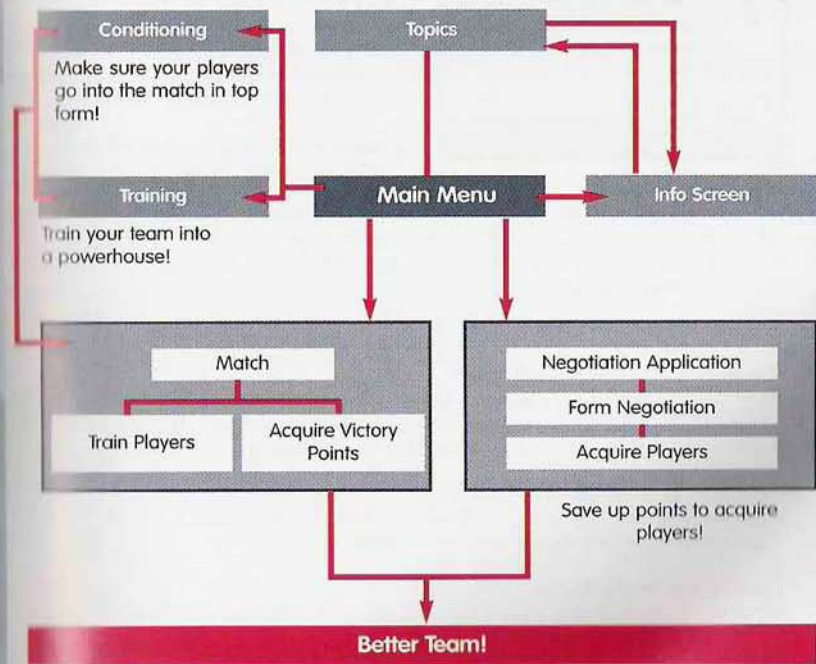 Conditioning
Topics
Make sure your players
go into the match in top
form!
Training
Main Menu
Info Screen
Train your team into
a powerhouse!
Match
Train Players
Acquire Victory
Points
Negotiation Application
Form Negotiation
Acquire Players
Save up points to acquire
players!
Better Team!